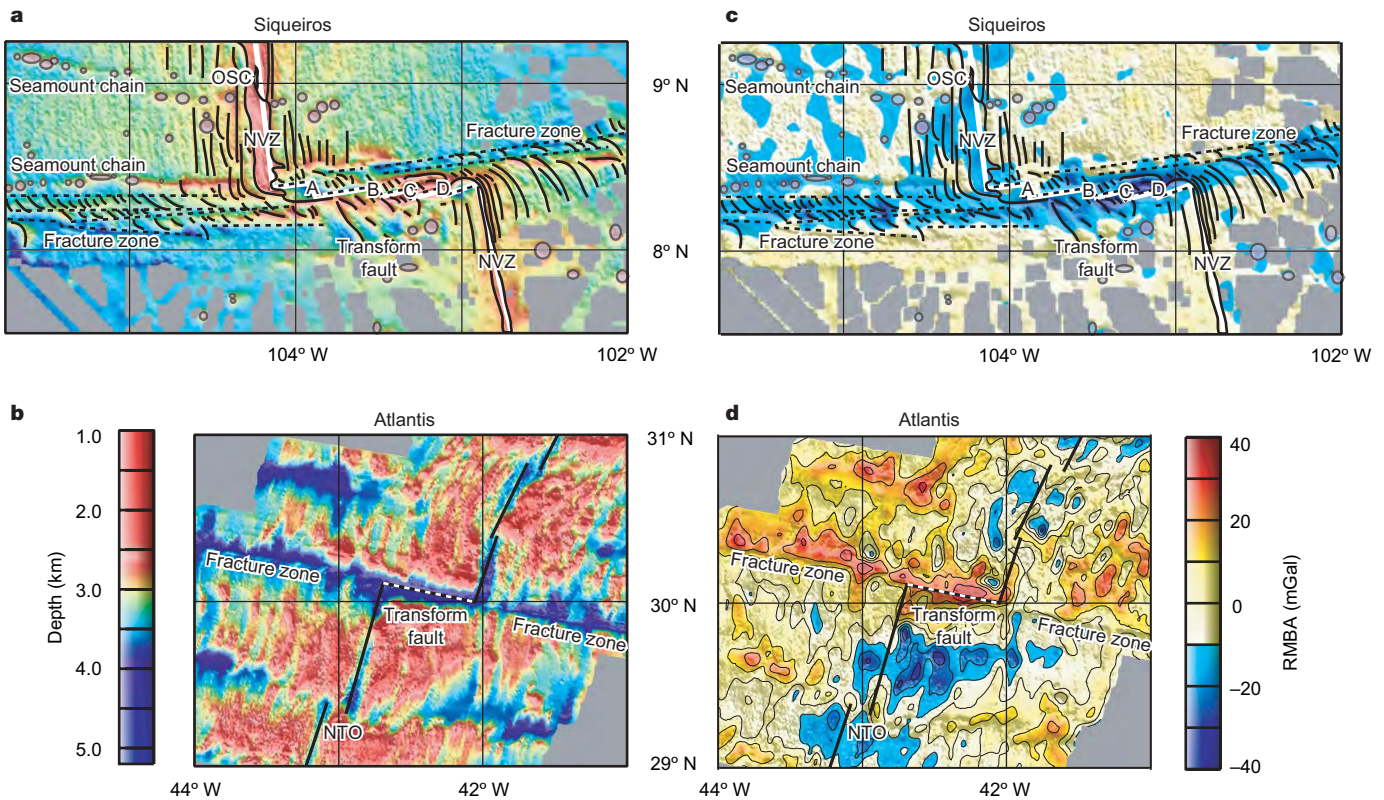 a
Siqueiros
OSC
Seamount chain
NVZ
Fracture zone
Seamount chain
A
B
C
D
Fracture zone
Transform
fault
NVZ
104° W
102° W
9° N
8° N
c
Siqueiros
OSC
Seamount chain
NVZ
Fracture zone
Seamount chain
A
B
C
D
Fracture zone
Transform
fault
NVZ
104° W
102° W
b
Atlantis
1.0
2.0
3.0
4.0
5.0
Depth (km)
Fracture zone
Transform
fault
Fracture zone
NTO
44° W
42° W
31° N
30° N
29° N
d
Atlantis
Fracture zone
Transform
fault
Fracture zone
NTO
44° W
42° W
40
20
0
–20
–40
RMBA (mGal)